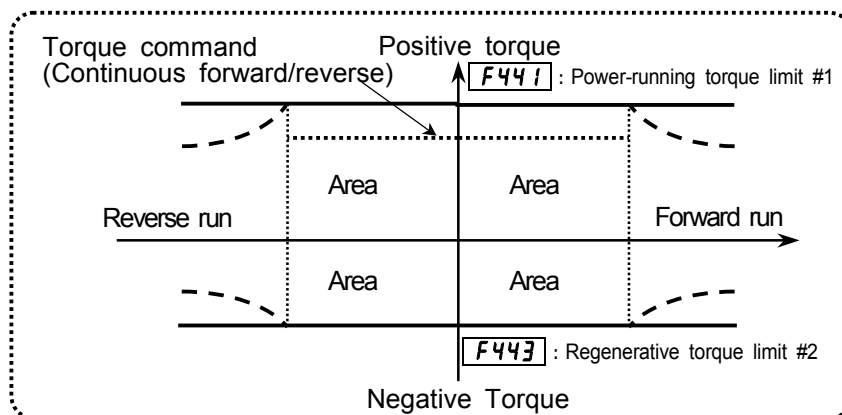 Torque command
(Continuous forward/reverse)
Positive torque
F441 : Power-running torque limit #1
Area
Area
Reverse run
Forward run
Area
Area
F443 : Regenerative torque limit #2
Negative Torque